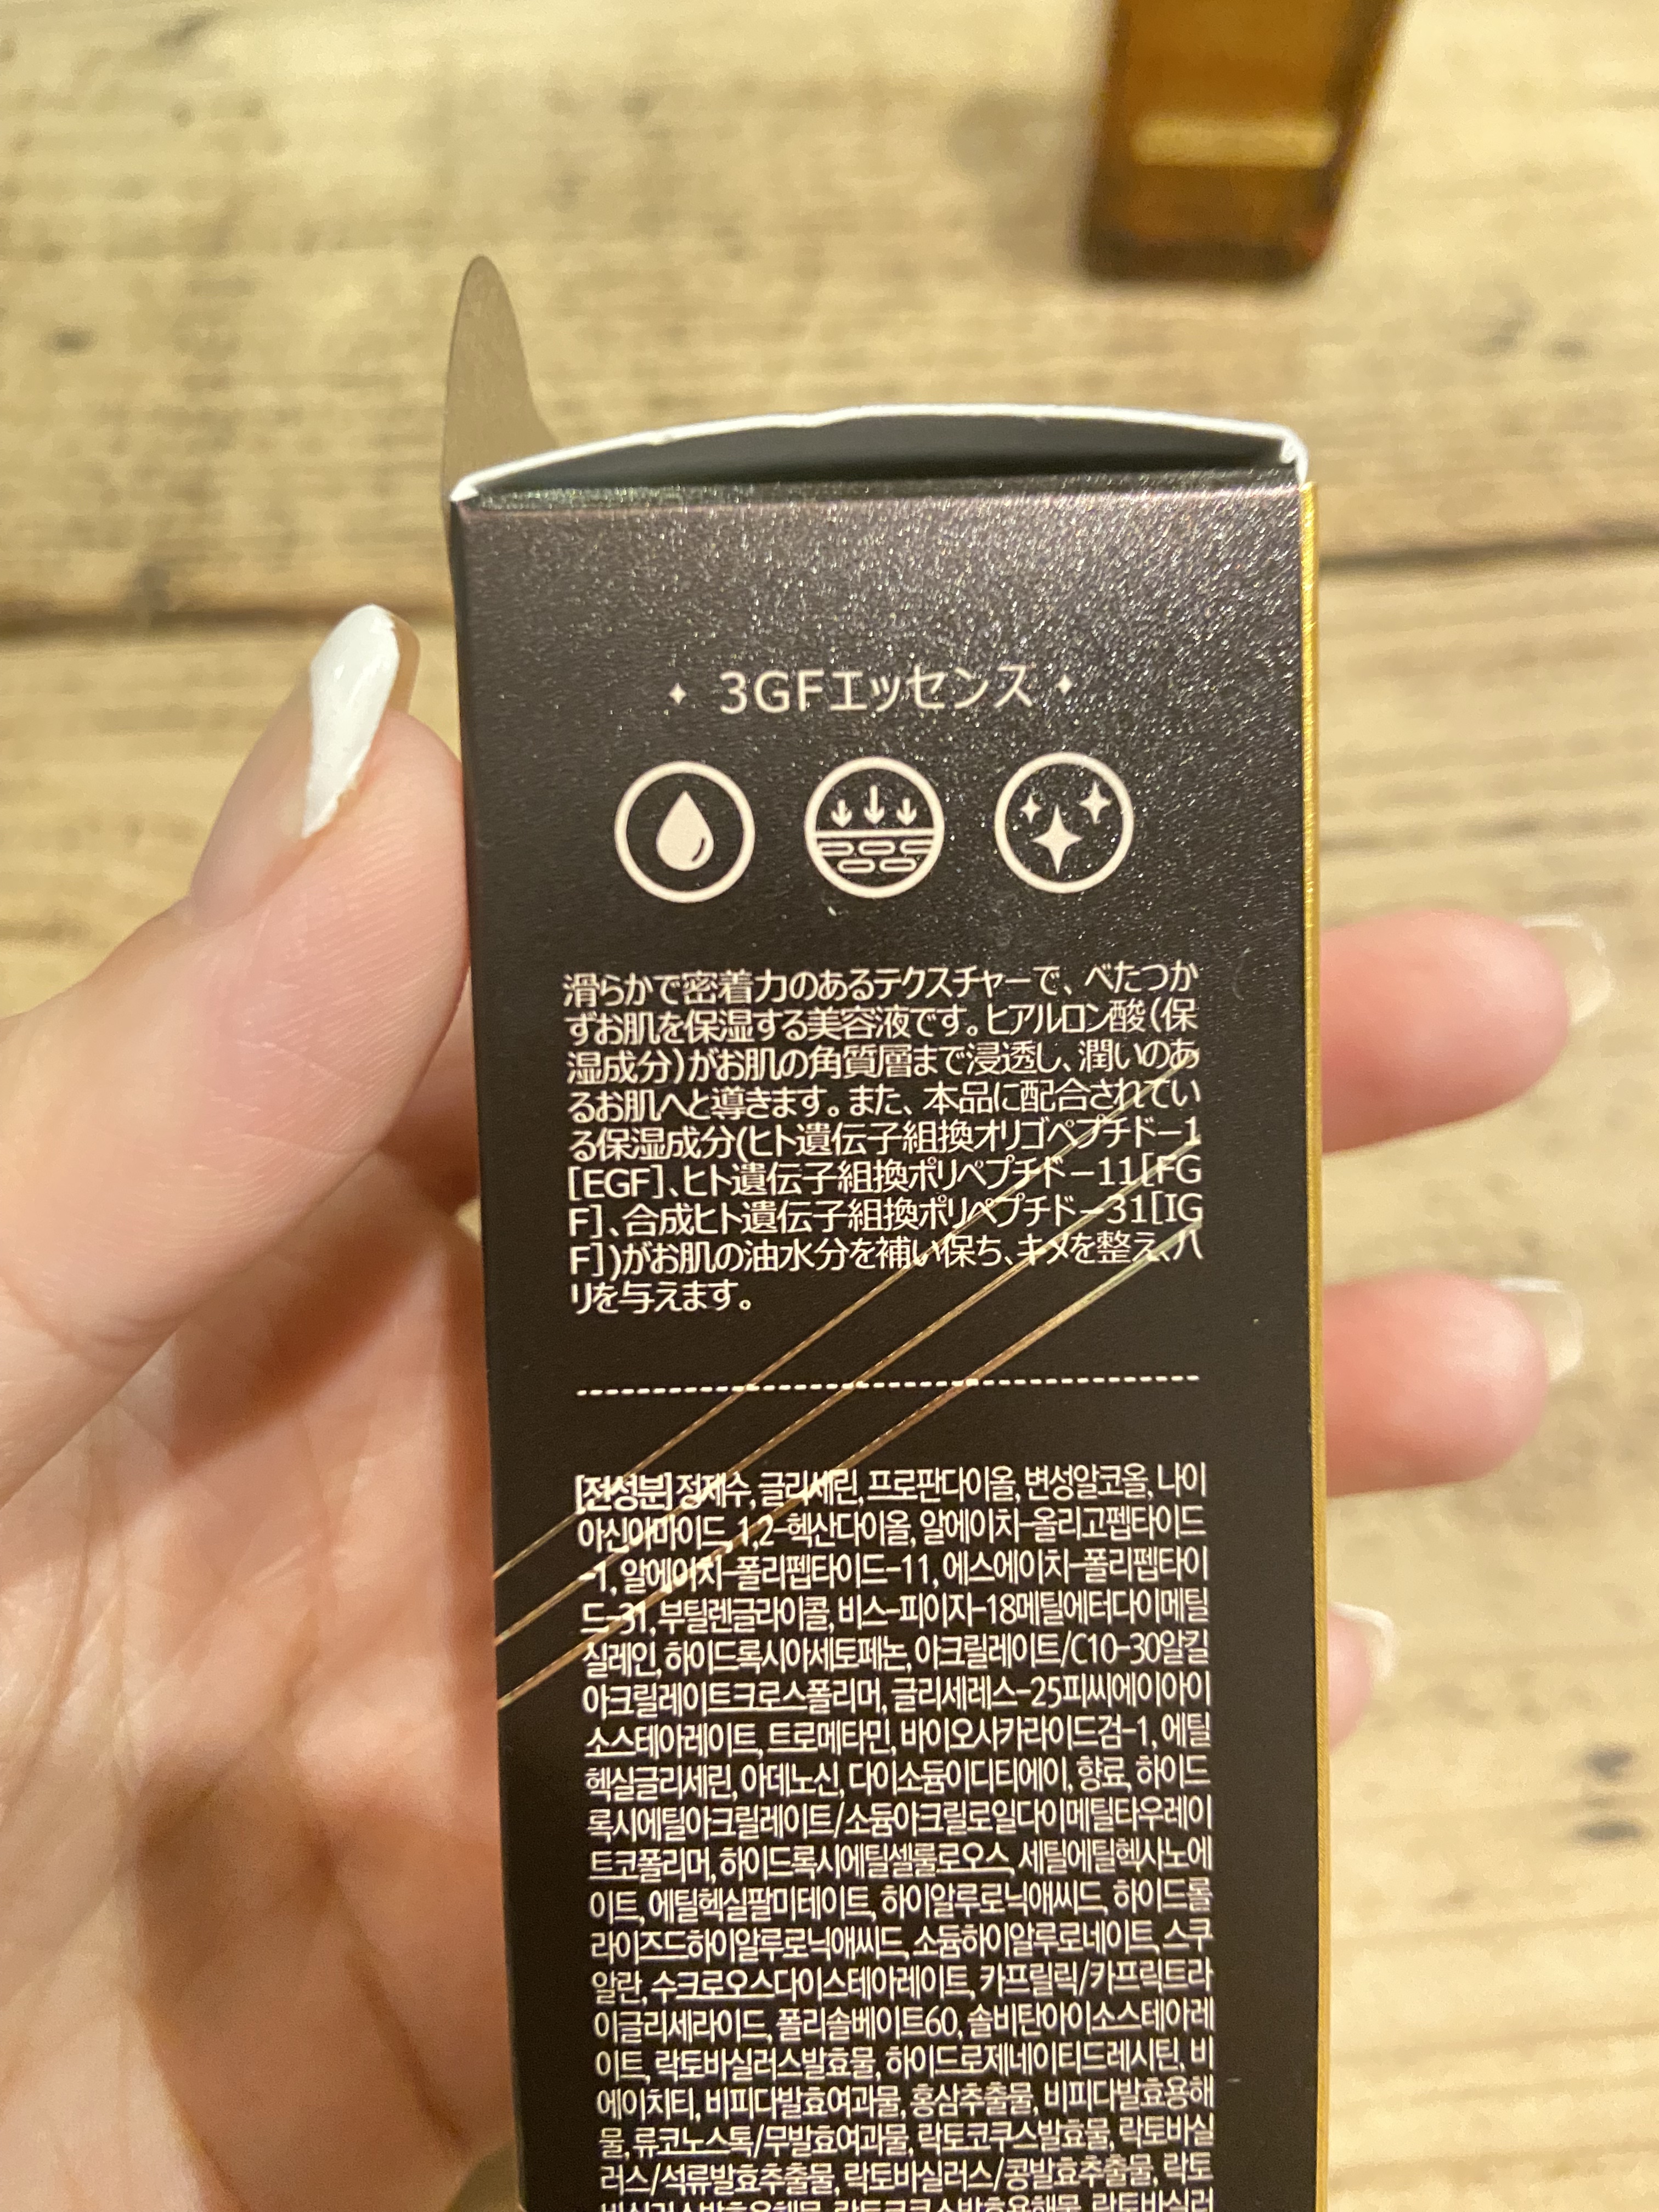 3GFエッセンス
滑らかで密着力のあるテクスチャーで、べたつか
ずお肌を保湿する美容液です。ヒアルロン酸(保
湿成分)がお肌の角質層まで浸透し、潤いのあ
るお肌へと導きます。また、本品に配合されてい
る保湿成分(ヒト遺伝子組換オリゴペプチド-1
[EGF]、ヒト遺伝子組換ポリペプチド-11[FG
F]、合成ヒト遺伝子組換ポリペプチド-31[IG
F])がお肌の油水分を補い保ち、キメを整え、ハ
リを与えます。
[전성분] 정제수, 글리세린, 프로판다이올, 변성알코올, 나이
아신아마이드, 1,2-헥산다이올, 알에이치-올리고펩타이드
-1, 알에이치-폴리펩타이드-11, 에스에이치-폴리펩타이
드-31, 부틸렌글라이콜, 비스-피이지-18메틸에터다이메틸
실레인, 하이드록시아세토페논, 아크릴레이트/C10-30알킬
아크릴레이트크로스폴리머, 글리세레스-25피씨에이아이
소스테아레이트, 트로메타민, 바이오사카라이드검-1, 에틸
헥실글리세린, 아데노신, 다이소듐이디티에이, 향료, 하이드
록시에틸아크릴레이트/소듐아크릴로일다이메틸타우레이
트코폴리머, 하이드록시에틸셀룰로오스, 세틸에틸헥사노에
이트, 에틸헥실팔미테이트, 하이알루로닉애씨드, 하이드롤
라이즈드하이알루로닉애씨드, 소듐하이알루로네이트, 스쿠
알란, 수크로오스다이스테아레이트, 카프릴릭/카프릭트라
이글리세라이드, 폴리솔베이트60, 솔비탄아이소스테아레
이트, 락토바실러스발효물, 하이드로제네이티드레시틴, 비
에이치티, 비피다발효여과물, 홍삼추출물, 비피다발효용해
물, 류코노스톡/무발효여과물, 락토코쿠스발효물, 락토바실
러스/석류발효추출물, 락토바실러스/콩발효추출물, 락토
바실러스발효용해물, 락토코쿠스발효용해물, 락토바실러